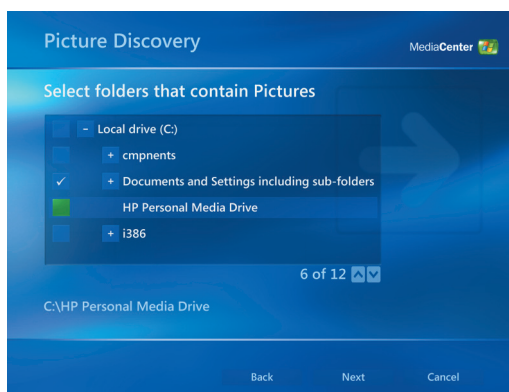 Picture Discovery
MediaCenter
Select folders that contain Pictures
- Local drive (C:)
+ cmpnents
✓ + Documents and Settings including sub-folders
HP Personal Media Drive
+ i386
6 of 12
C:\HP Personal Media Drive
Back Next Cancel